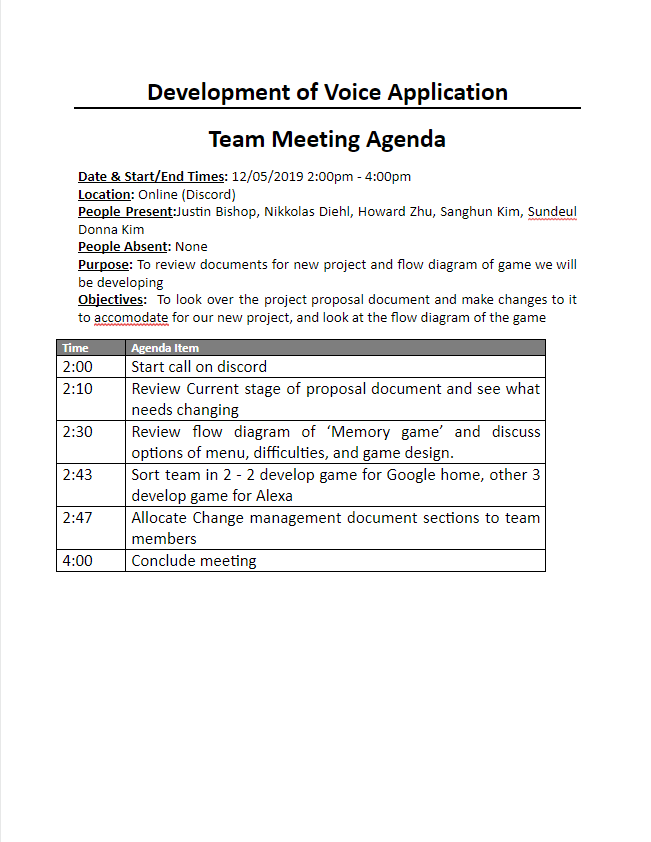 Development of Voice Application
Team Meeting Agenda
Date & Start/End Times: 12/05/2019 2:00pm - 4:00pm
Location: Online (Discord)
People Present:Justin Bishop, Nikkolas Diehl, Howard Zhu, Sanghun Kim, Sundeul
Donna Kim
People Absent: None
Purpose: To review documents for new project and flow diagram of game we will
be developing
Objectives: To look over the project proposal document and make changes to it
to accomodate for our new project, and look at the flow diagram of the game
Time Agenda Item
2:00 Start call on discord
2:10 Review Current stage of proposal document and see what
needs changing
2:30 Review flow diagram of ‘Memory game’ and discuss
options of menu, difficulties, and game design.
2:43 Sort team in 2 - 2 develop game for Google home, other 3
develop game for Alexa
2:47 Allocate Change management document sections to team
members
4:00 Conclude meeting